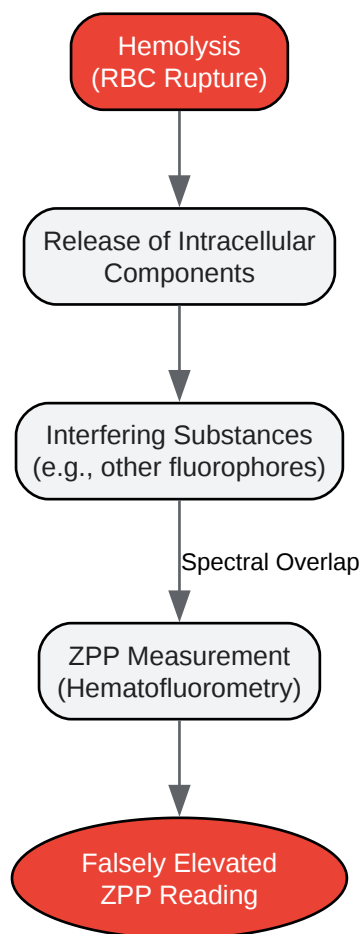 Hemolysis
(RBC Rupture)
Release of Intracellular
Components
Interfering Substances
(e.g., other fluorophores)
Spectral Overlap
ZPP Measurement
(Hematofluorometry)
Falsely Elevated
ZPP Reading